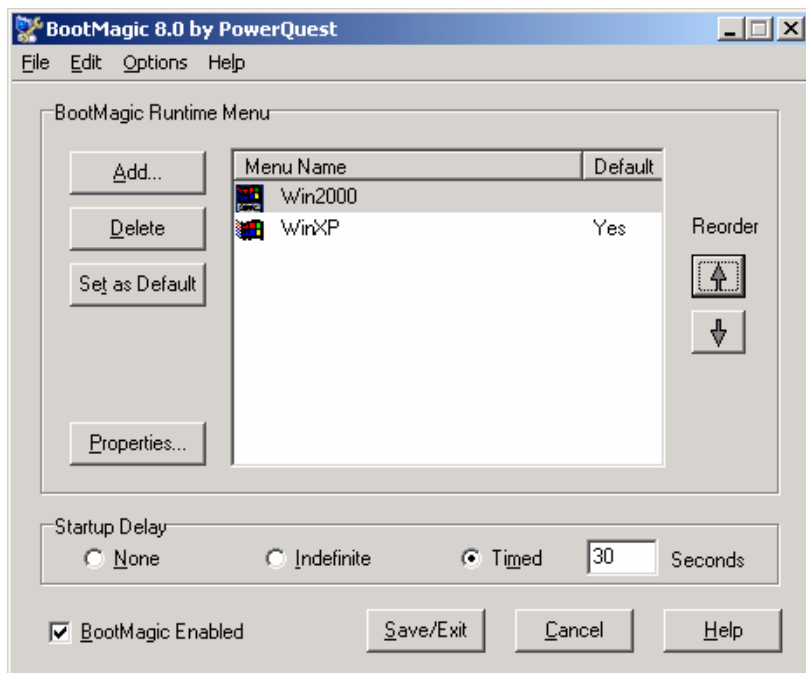 BootMagic 8.0 by PowerQuest
File Edit Options Help
BootMagic Runtime Menu
Add...
Delete
Set as Default
Properties...
Menu Name Default
Win2000
WinXP Yes
Reorder
Startup Delay
None Indefinite Timed 30 Seconds
BootMagic Enabled Save/Exit Cancel Help